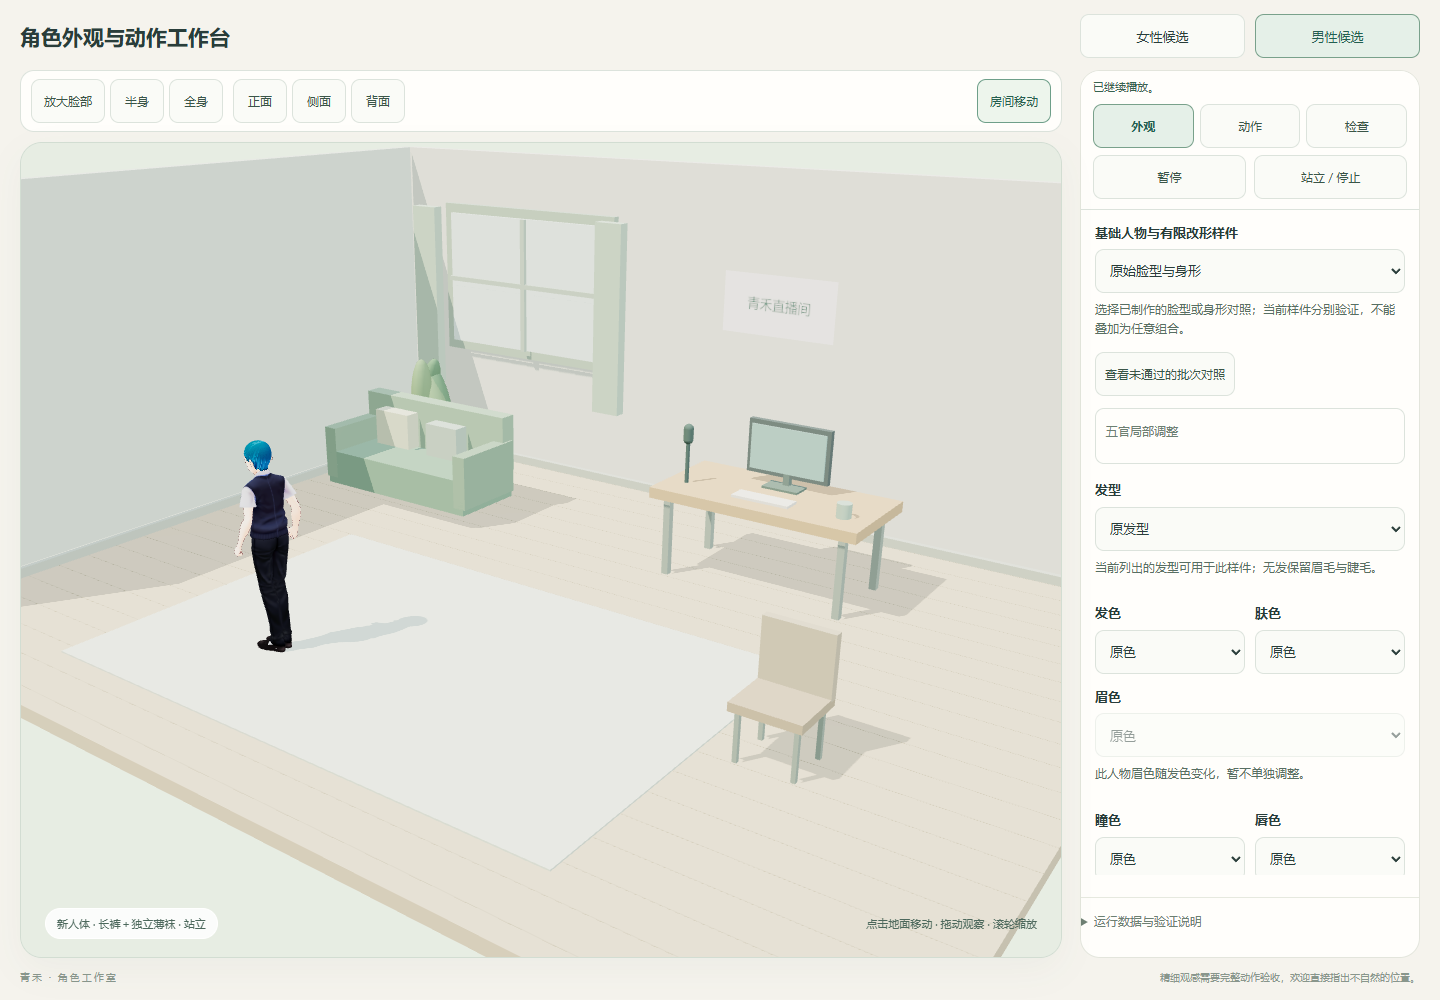 角色外观与动作工作台
女性候选
男性候选
放大脸部
半身
全身
正面
侧面
背面
房间移动
已继续播放。
外观
动作
检查
暂停
站立 / 停止
基础人物与有限改形样件
原始脸型与身形
选择已制作的脸型或身形对照；当前样件分别验证，不能
叠加为任意组合。
查看未通过的批次对照
五官局部调整
发型
原发型
当前列出的发型可用于此样件；无发保留眉毛与睫毛。
发色
肤色
原色
原色
眉色
原色
此人物眉色随发色变化，暂不单独调整。
瞳色
唇色
原色
原色
运行数据与验证说明
青禾直播间
新人体 · 长裤 + 独立薄袜 · 站立
点击地面移动 · 拖动观察 · 滚轮缩放
青禾 · 角色工作室
精细观感需要完整动作验收，欢迎直接指出不自然的位置。